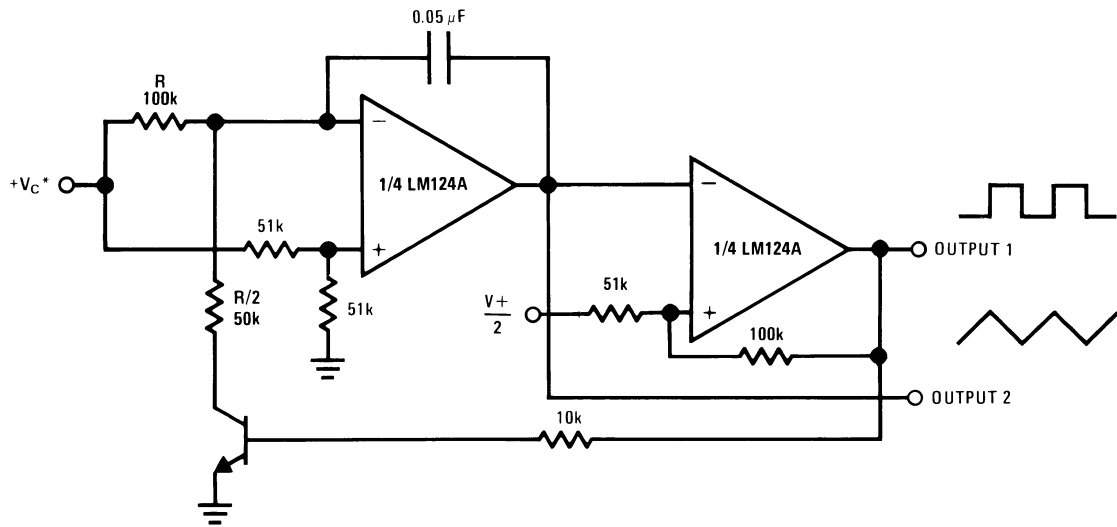 0.05 μF
R
100k
+VC*
1/4 LM124A
51k
R/2
50k
51k
V+
2
51k
1/4 LM124A
100k
OUTPUT 1
OUTPUT 2
10k